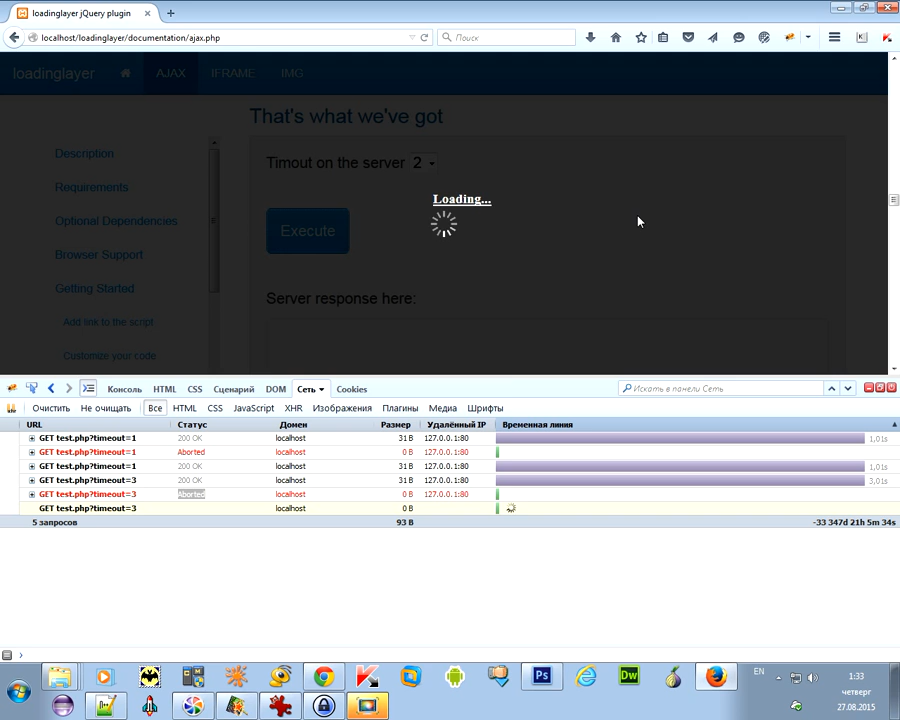 loadinglayer jQuery plugin
localhost/loadinglayer/documentation/ajax.php
Поиск
loadinglayer AJAX IFRAME IMG
That's what we've got
Description
Requirements
Optional Dependencies
Browser Support
Getting Started
Add link to the script
Customize your code
Timout on the server 2
Loading...
Execute
Server response here:
Консоль HTML CSS Сценарий DOM Сеть Cookies
Искать в панели Сеть
Очистить Не очищать Все HTML CSS JavaScript XHR Изображения Плагины Медиа Шрифты
URL Статус Домен Размер Удалённый IP Временная линия
GET test.php?timeout=1 200 OK localhost 31 B 127.0.0.1:80 1,01s
GET test.php?timeout=1 Aborted localhost 0 B 127.0.0.1:80
GET test.php?timeout=1 200 OK localhost 31 B 127.0.0.1:80 1,01s
GET test.php?timeout=3 200 OK localhost 31 B 127.0.0.1:80 3,01s
GET test.php?timeout=3 Aborted localhost 0 B 127.0.0.1:80
GET test.php?timeout=3 localhost 0 B
5 запросов 93 B -33 347d 21h 5m 34s
Ps
Dw
EN
1:33
четверг
27.08.2015